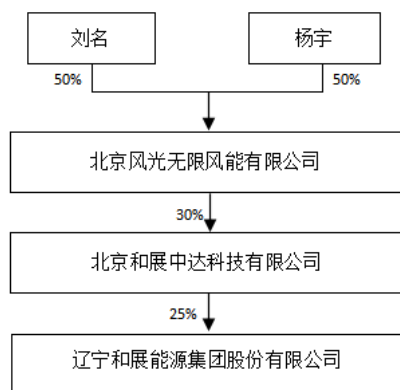 刘名
杨宇
50%
50%
北京风光无限风能有限公司
30%
北京和展中达科技有限公司
25%
辽宁和展能源集团股份有限公司